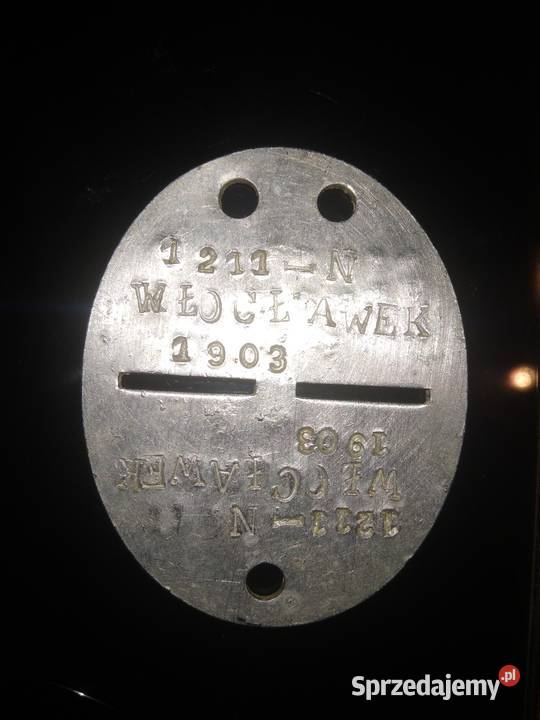 1211-N
WŁOCŁAWEK
1903
1903
WŁOCŁAWEK
1211-N
Sprzedajemy.pl